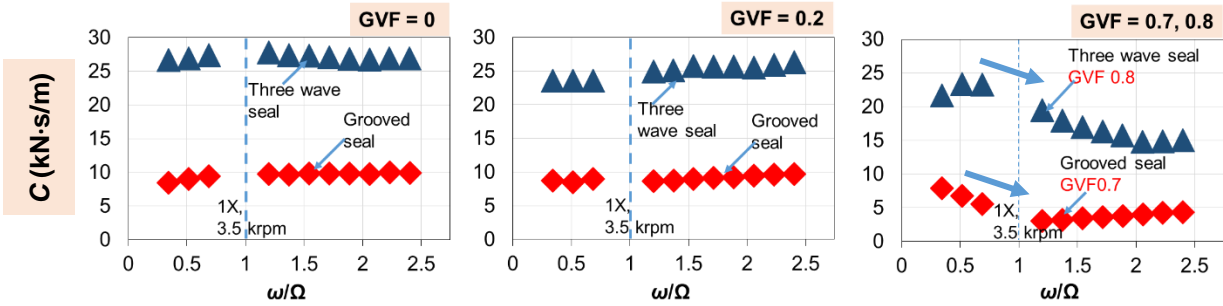 C (kN·s/m)
GVF = 0
30
25
20
15
10
5
0
Three wave
seal
Grooved
seal
1X,
3.5 krpm
0
0.5
1
1.5
2
2.5
ω/Ω
GVF = 0.2
30
25
20
15
10
5
0
Three
wave seal
Grooved
seal
1X,
3.5 krpm
0
0.5
1
1.5
2
2.5
ω/Ω
GVF = 0.7, 0.8
30
25
20
15
10
5
0
Three wave seal
GVF 0.8
Grooved seal
GVF0.7
1X,
3.5 krpm
0
0.5
1
1.5
2
2.5
ω/Ω